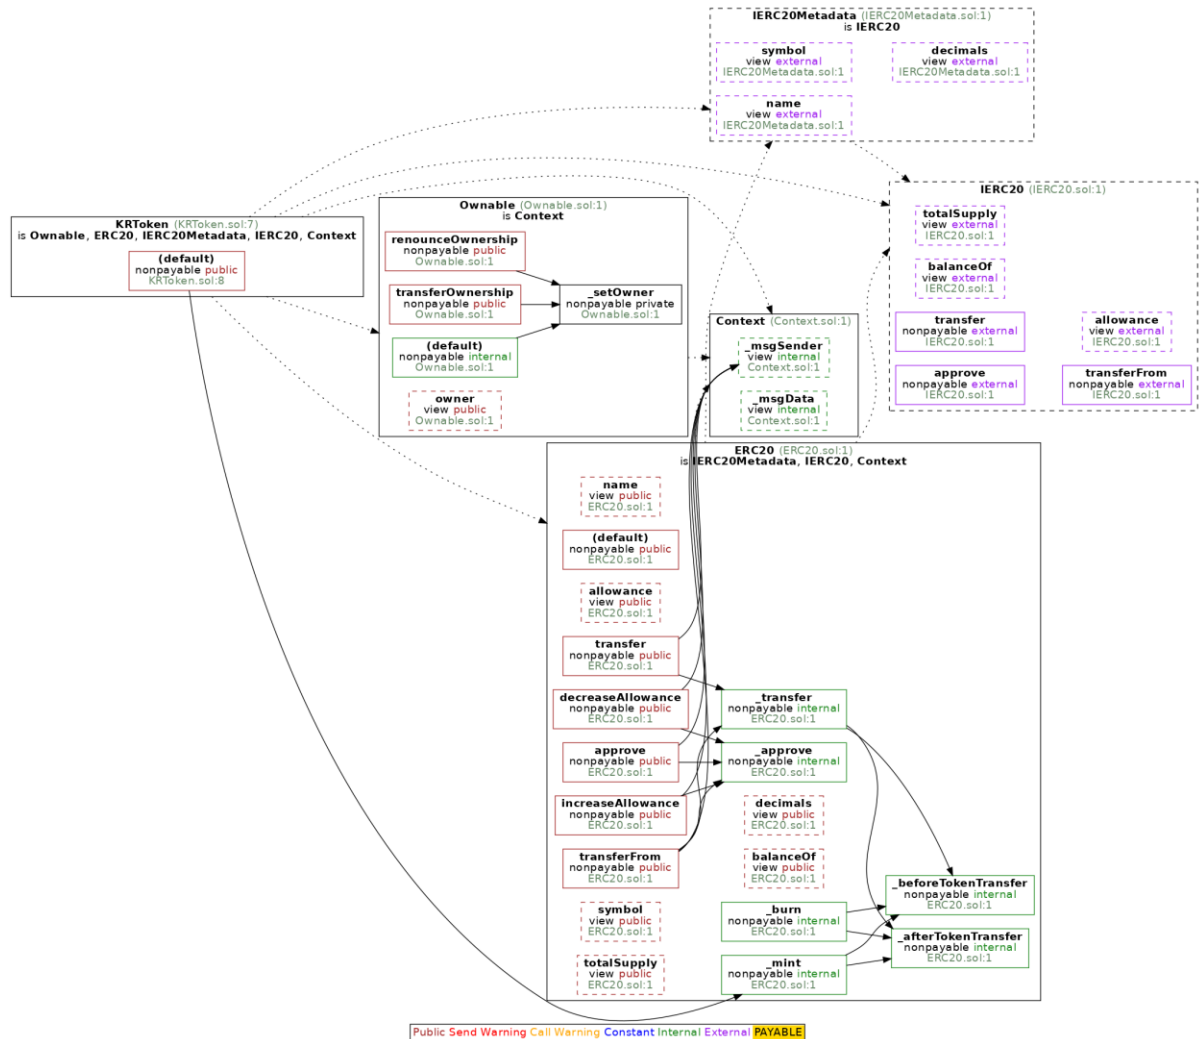 IERC20Metadata (IERC20Metadata.sol:1)
is IERC20
symbol
view external
IERC20Metadata.sol:1
decimals
view external
IERC20Metadata.sol:1
name
view external
IERC20Metadata.sol:1
IERC20 (IERC20.sol:1)
totalSupply
view external
IERC20.sol:1
balanceOf
view external
IERC20.sol:1
transfer
nonpayable external
IERC20.sol:1
allowance
view external
IERC20.sol:1
approve
nonpayable external
IERC20.sol:1
transferFrom
nonpayable external
IERC20.sol:1
KRToken (KRToken.sol:7)
is Ownable, ERC20, IERC20Metadata, IERC20, Context
(default)
nonpayable public
KRToken.sol:8
Ownable (Ownable.sol:1)
is Context
renounceOwnership
nonpayable public
Ownable.sol:1
transferOwnership
nonpayable public
Ownable.sol:1
_setOwner
nonpayable private
Ownable.sol:1
(default)
nonpayable internal
Ownable.sol:1
owner
view public
Ownable.sol:1
Context (Context.sol:1)
_msgSender
view internal
Context.sol:1
_msgData
view internal
Context.sol:1
ERC20 (ERC20.sol:1)
is IERC20Metadata, IERC20, Context
name
view public
ERC20.sol:1
(default)
nonpayable public
ERC20.sol:1
allowance
view public
ERC20.sol:1
transfer
nonpayable public
ERC20.sol:1
decreaseAllowance
nonpayable public
ERC20.sol:1
_transfer
nonpayable internal
ERC20.sol:1
approve
nonpayable public
ERC20.sol:1
_approve
nonpayable internal
ERC20.sol:1
increaseAllowance
nonpayable public
ERC20.sol:1
decimals
view public
ERC20.sol:1
transferFrom
nonpayable public
ERC20.sol:1
balanceOf
view public
ERC20.sol:1
_beforeTokenTransfer
nonpayable internal
ERC20.sol:1
symbol
view public
ERC20.sol:1
_burn
nonpayable internal
ERC20.sol:1
_afterTokenTransfer
nonpayable internal
ERC20.sol:1
totalSupply
view public
ERC20.sol:1
_mint
nonpayable internal
ERC20.sol:1
Public Send Warning Call Warning Constant Internal External PAYABLE